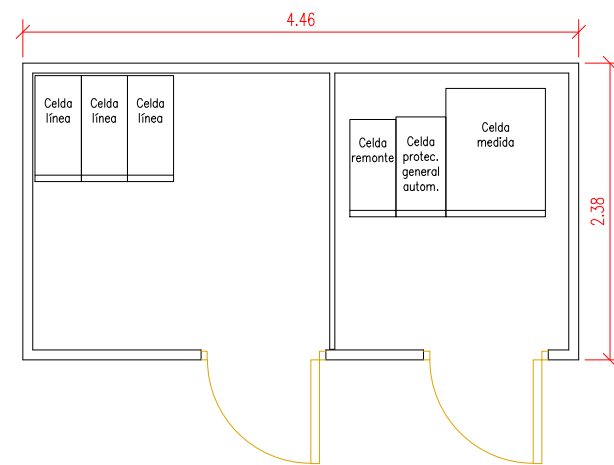 4.46
Celda
línea
Celda
línea
Celda
línea
Celda
remonte
Celda
protec.
general
autom.
Celda
medida
2.38